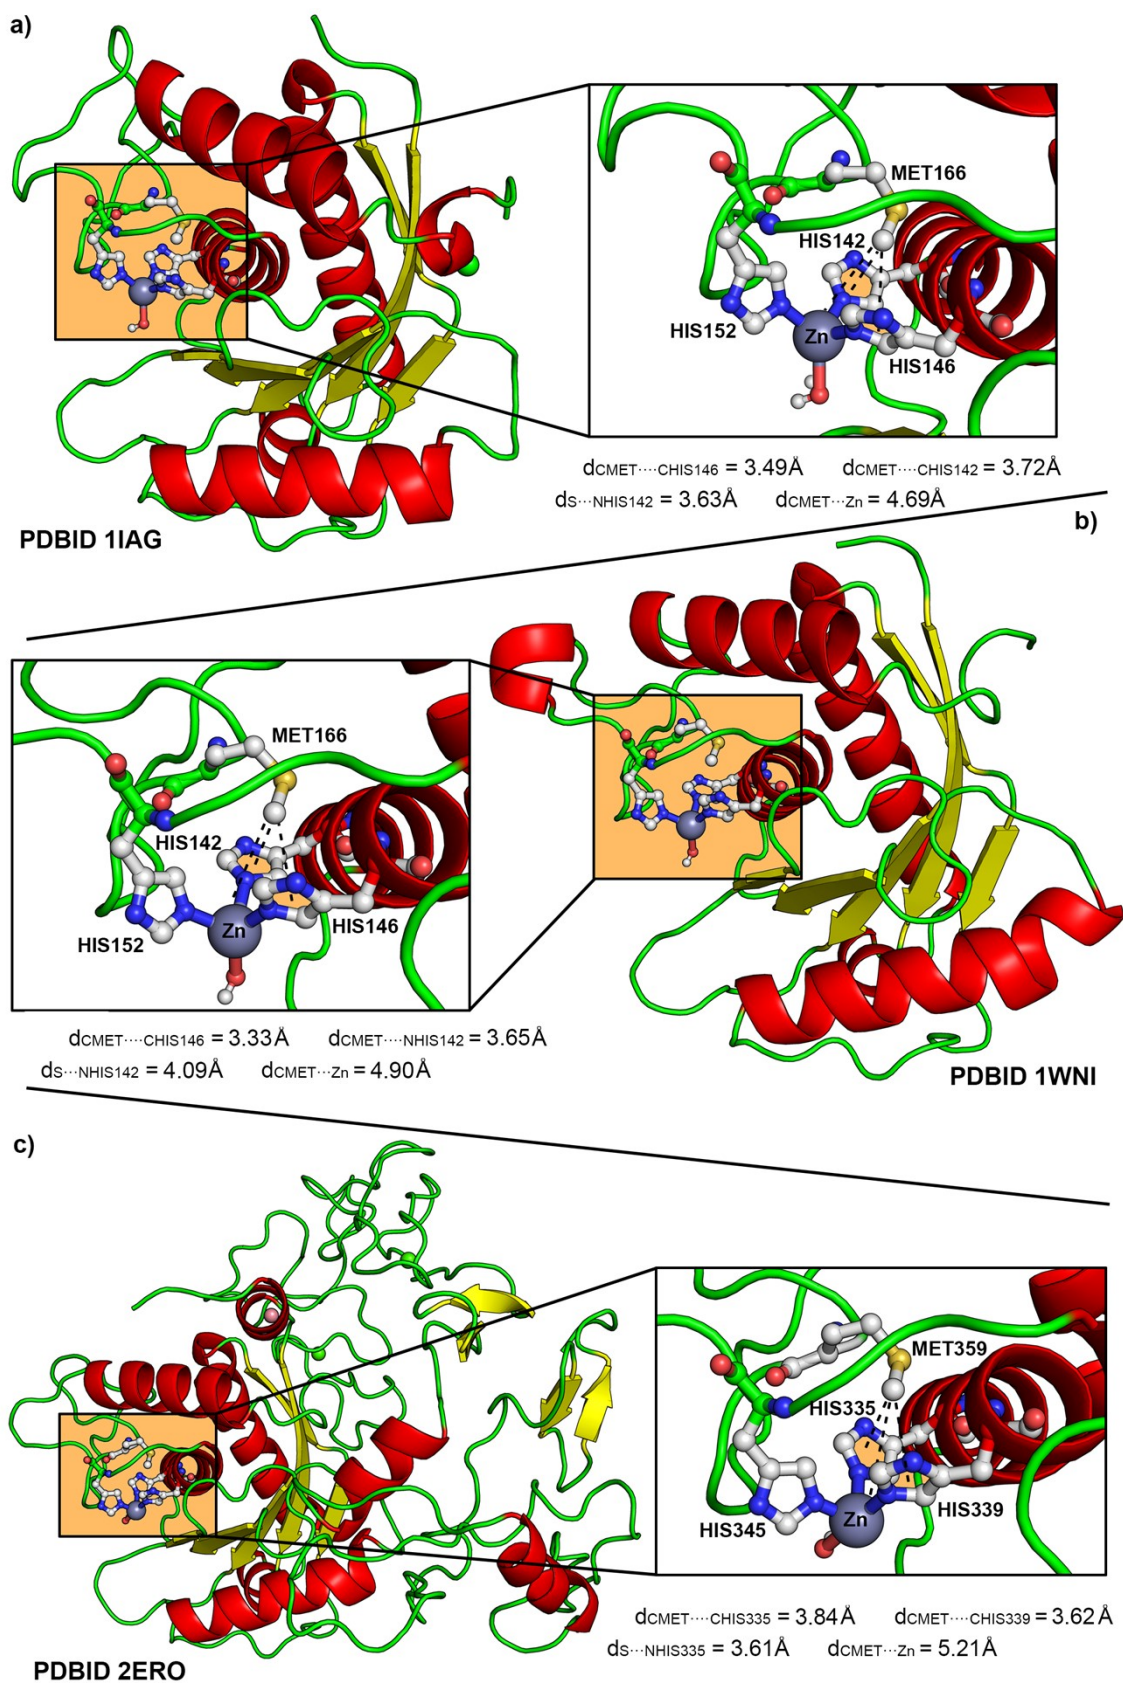 a)
MET166
HIS142
HIS152
Zn
HIS146
dCMET····CHIS146 = 3.49Å dCMET····CHIS142 = 3.72Å
dS···NHIS142 = 3.63Å dCMET···Zn = 4.69Å
PDBID 1IAG
b)
MET166
HIS142
HIS152
Zn
HIS146
dCMET····CHIS146 = 3.33Å dCMET····NHIS142 = 3.65Å
dS···NHIS142 = 4.09Å dCMET···Zn = 4.90Å
PDBID 1WNI
c)
MET359
HIS335
HIS345
Zn
HIS339
dCMET····CHIS335 = 3.84Å dCMET····CHIS339 = 3.62Å
dS···NHIS335 = 3.61Å dCMET···Zn = 5.21Å
PDBID 2ERO